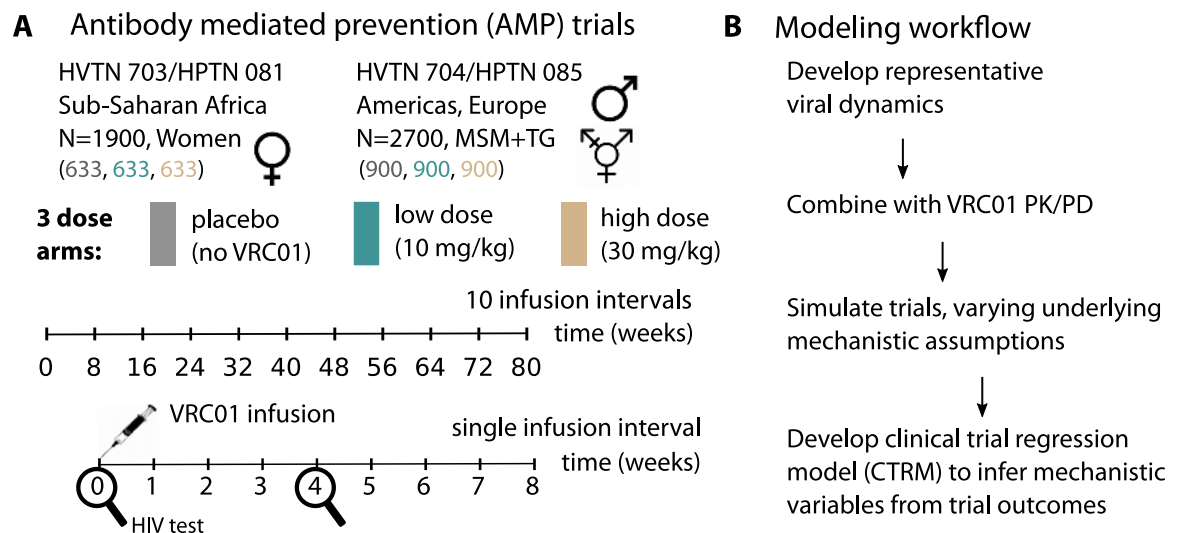 A Antibody mediated prevention (AMP) trials
HVTN 703/HPTN 081
Sub-Saharan Africa
N=1900, Women
(633, 633, 633)
HVTN 704/HPTN 085
Americas, Europe
N=2700, MSM+TG
(900, 900, 900)
3 dose
arms:
placebo
(no VRC01)
low dose
(10 mg/kg)
high dose
(30 mg/kg)
10 infusion intervals
time (weeks)
0 8 16 24 32 40 48 56 64 72 80
VRC01 infusion
single infusion interval
time (weeks)
0 1 2 3 4 5 6 7 8
HIV test
B Modeling workflow
Develop representative
viral dynamics
Combine with VRC01 PK/PD
Simulate trials, varying underlying
mechanistic assumptions
Develop clinical trial regression
model (CTRM) to infer mechanistic
variables from trial outcomes